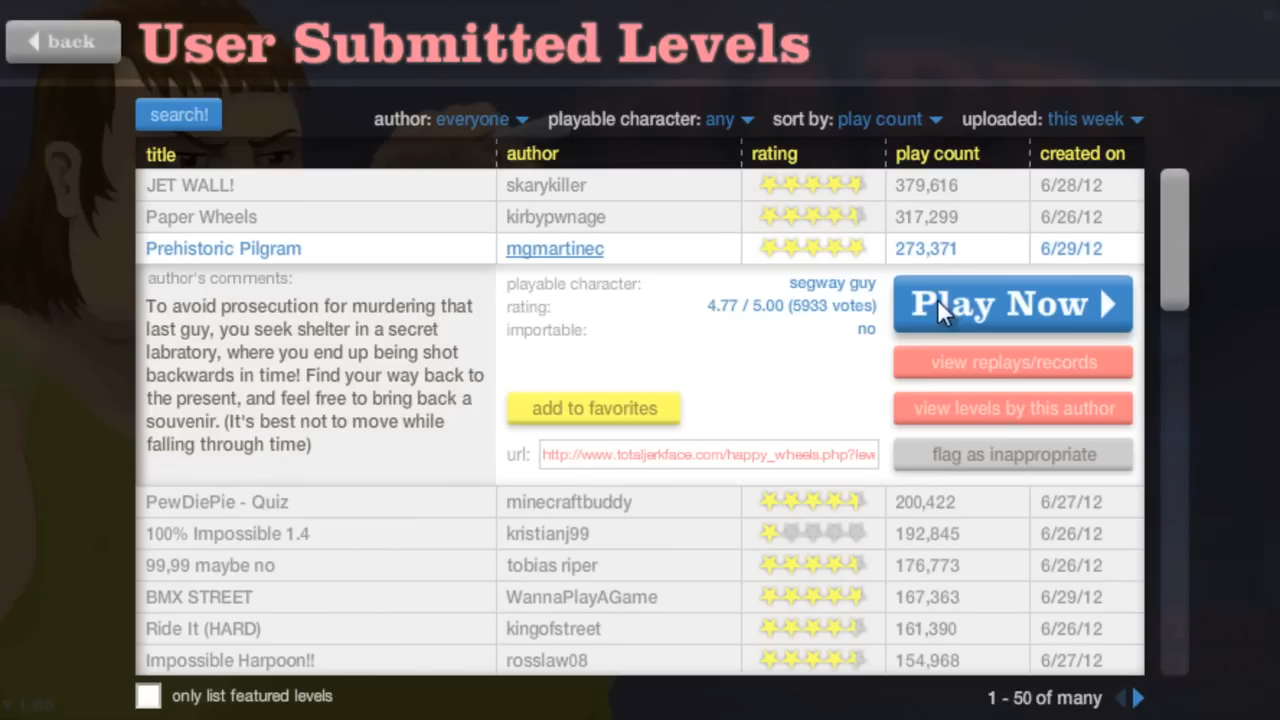 back
User Submitted Levels
search!
author: everyone playable character: any sort by: play count uploaded: this week
title author rating play count created on
JET WALL! skarykiller 379,616 6/28/12
Paper Wheels kirbypwnage 317,299 6/26/12
Prehistoric Pilgram mgmartinec 273,371 6/29/12
author's comments:
To avoid prosecution for murdering that
last guy, you seek shelter in a secret
labratory, where you end up being shot
backwards in time! Find your way back to
the present, and feel free to bring back a
souvenir. (It's best not to move while
falling through time)
playable character: segway guy
rating: 4.77 / 5.00 (5933 votes)
importable: no
add to favorites
url: http://www.totaljerkface.com/happy_wheels.php?leve
Play Now
view replays/records
view levels by this author
flag as inappropriate
PewDiePie - Quiz minecraftbuddy 200,422 6/27/12
100% Impossible 1.4 kristianj99 192,845 6/26/12
99,99 maybe no tobias riper 176,773 6/26/12
BMX STREET WannaPlayAGame 167,363 6/29/12
Ride It (HARD) kingofstreet 161,390 6/26/12
Impossible Harpoon!! rosslaw08 154,968 6/27/12
only list featured levels
1 - 50 of many